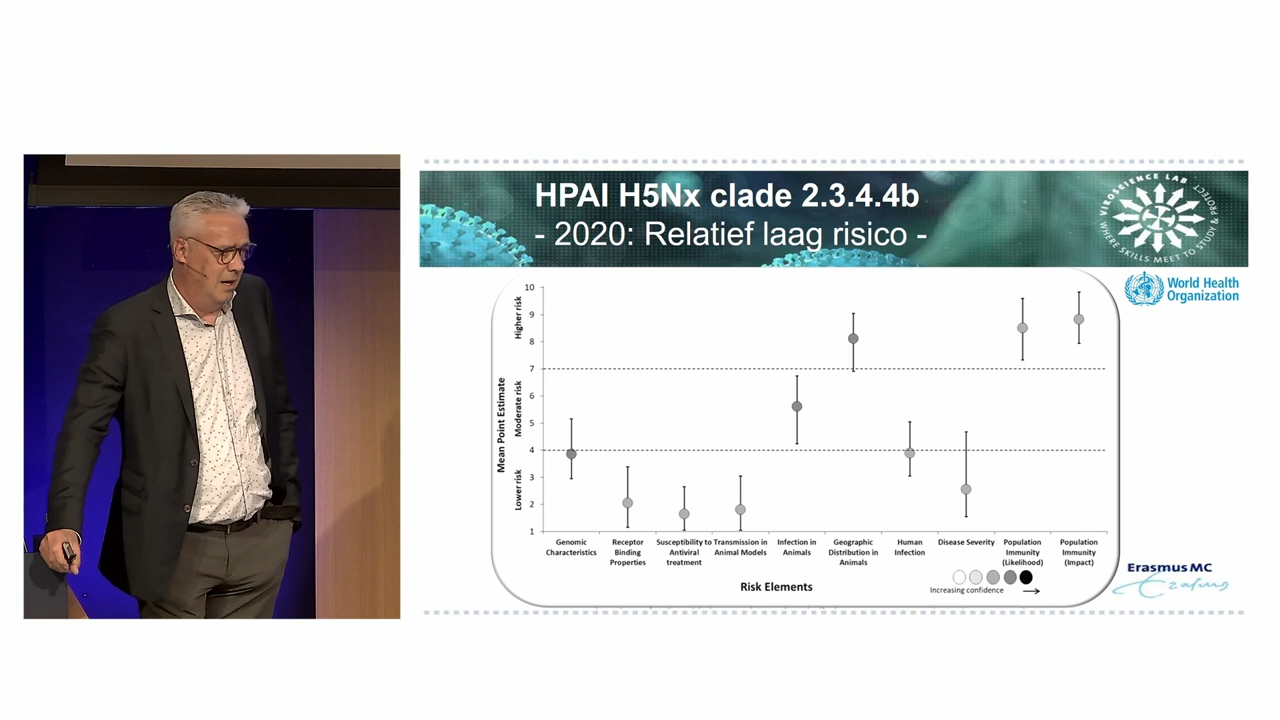 HPAI H5Nx clade 2.3.4.4b
- 2020: Relatief laag risico -
VIROSCIENCE LAB
WHERE SKILLS MEET TO STUDY & PROTECT
World Health
Organization
Mean Point Estimate
Higher risk
Moderate risk
Lower risk
10
9
8
7
6
5
4
3
2
1
Genomic
Characteristics
Receptor
Binding
Properties
Susceptibility to
Antiviral
treatment
Transmission in
Animal Models
Infection in
Animals
Geographic
Distribution in
Animals
Human
Infection
Disease Severity
Population
Immunity
(Likelihood)
Population
Immunity
(Impact)
Risk Elements
Increasing confidence
Erasmus MC
Erasmus